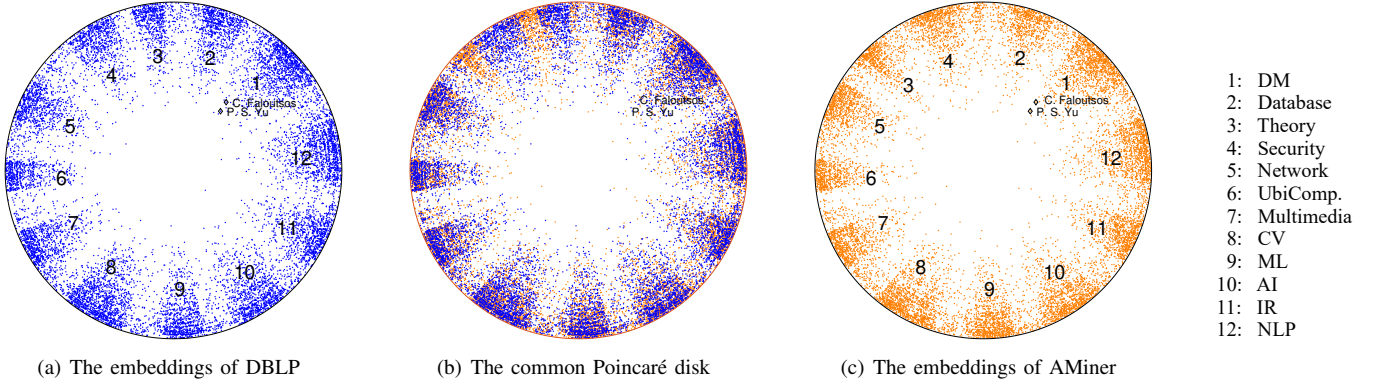 3
2
4
1
C. Faloutsos
P. S. Yu
5
12
6
7
11
8
10
9
(a) The embeddings of DBLP
C. Faloutsos
P. S. Yu
(b) The common Poincaré disk
4
2
3
1
C. Faloutsos
P. S. Yu
5
12
6
7
11
8
10
9
(c) The embeddings of AMiner
1: DM
2: Database
3: Theory
4: Security
5: Network
6: UbiComp.
7: Multimedia
8: CV
9: ML
10: AI
11: IR
12: NLP